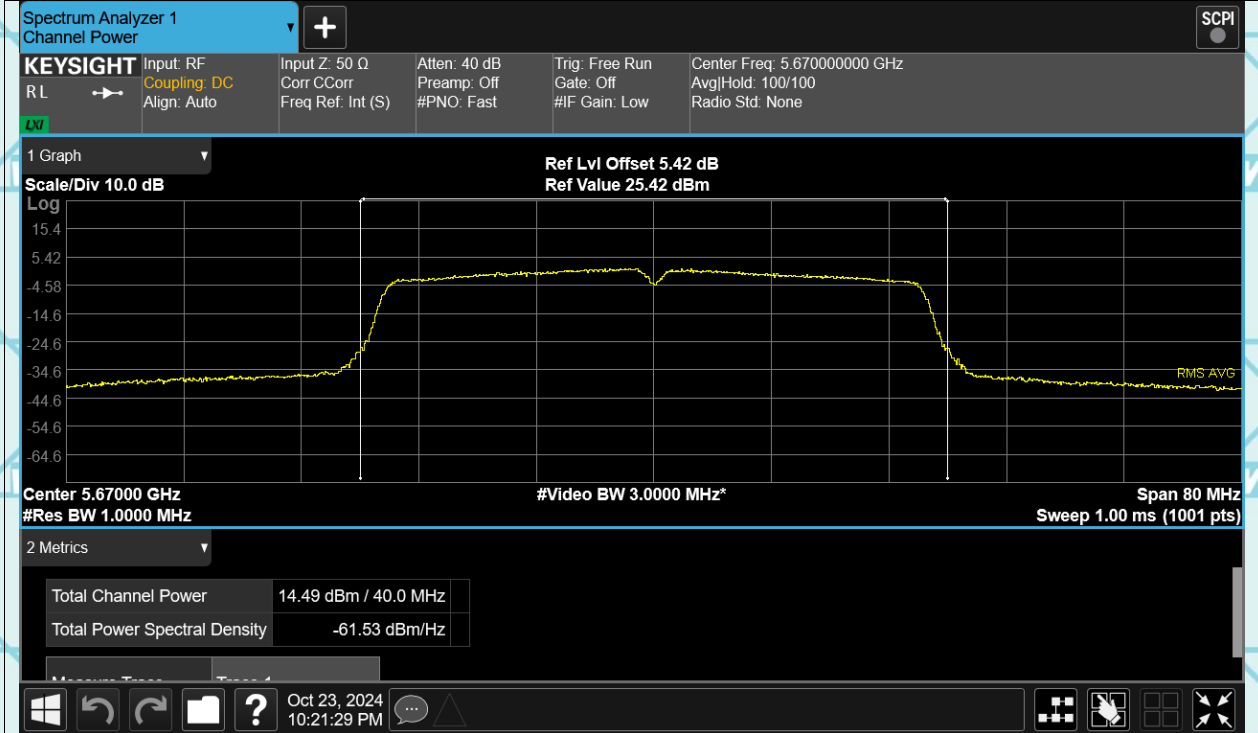 Spectrum Analyzer 1
Channel Power
SCPI
KEYSIGHT
R L
LXI
Input: RF
Coupling: DC
Align: Auto
Input Z: 50 Ω
Corr CCorr
Freq Ref: Int (S)
Atten: 40 dB
Preamp: Off
#PNO: Fast
Trig: Free Run
Gate: Off
#IF Gain: Low
Center Freq: 5.670000000 GHz
Avg|Hold: 100/100
Radio Std: None
1 Graph
Scale/Div 10.0 dB
Ref Lvl Offset 5.42 dB
Ref Value 25.42 dBm
Log
15.4
5.42
-4.58
-14.6
-24.6
-34.6
-44.6
-54.6
-64.6
RMS AVG
Center 5.67000 GHz
#Res BW 1.0000 MHz
#Video BW 3.0000 MHz*
Span 80 MHz
Sweep 1.00 ms (1001 pts)
2 Metrics
Total Channel Power 14.49 dBm / 40.0 MHz
Total Power Spectral Density -61.53 dBm/Hz
Measure Trace Trace 1
?
Oct 23, 2024
10:21:29 PM